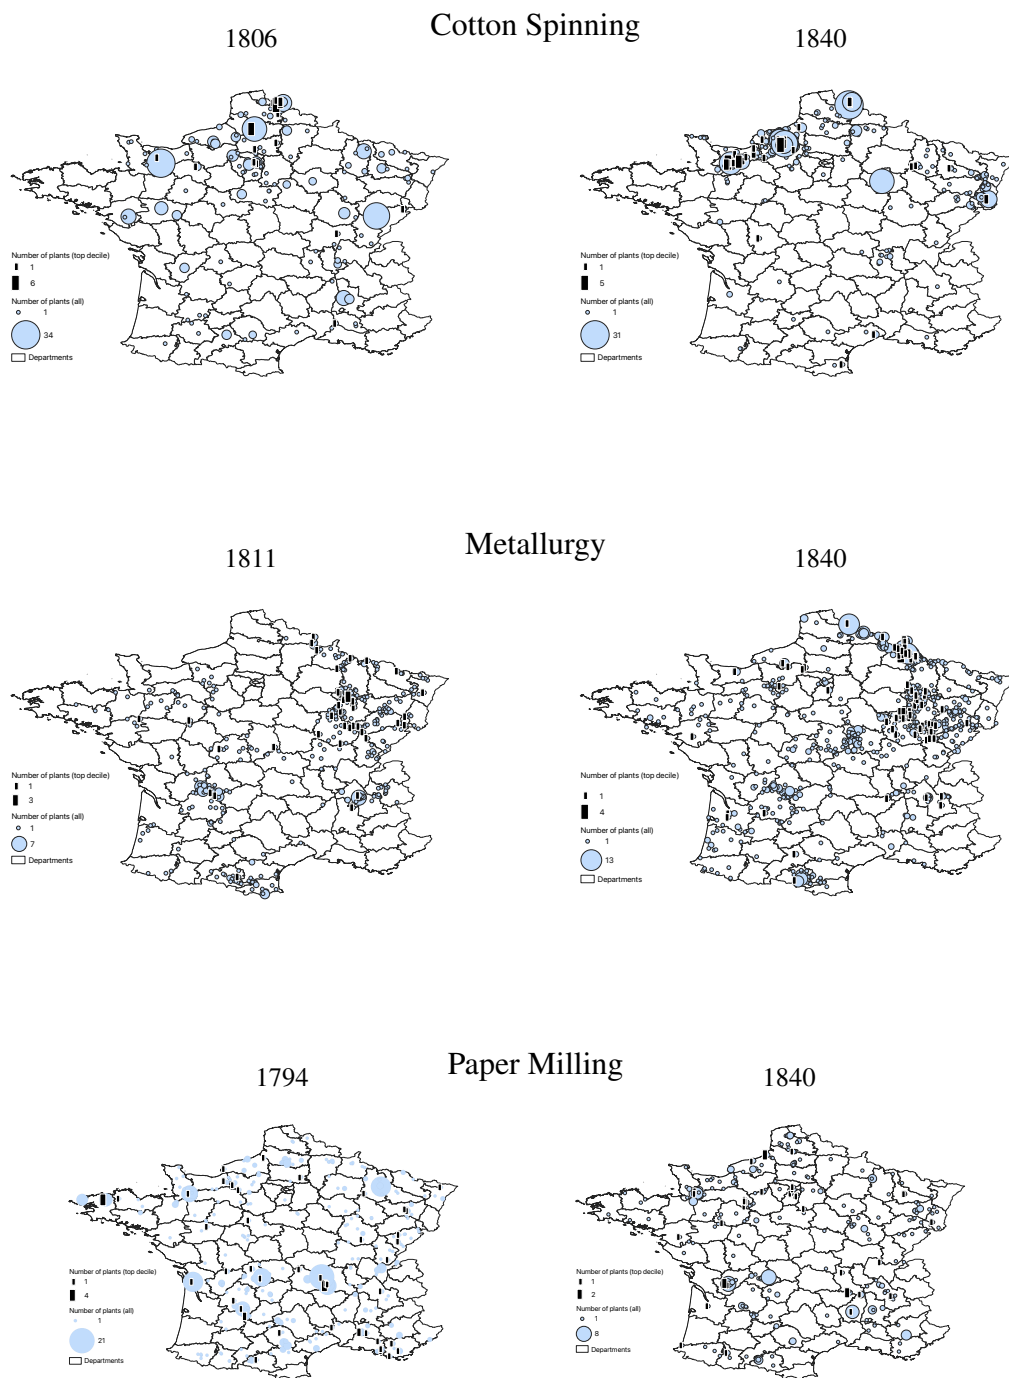 Cotton Spinning
1806
1840
Number of plants (top decile)
1
6
Number of plants (all)
1
34
Departments
Number of plants (top decile)
1
5
Number of plants (all)
1
31
Departments
Metallurgy
1811
1840
Number of plants (top decile)
1
3
Number of plants (all)
1
7
Departments
Number of plants (top decile)
1
4
Number of plants (all)
1
13
Departments
Paper Milling
1794
1840
Number of plants (top decile)
1
4
Number of plants (all)
1
21
Departments
Number of plants (top decile)
1
2
Number of plants (all)
1
8
Departments